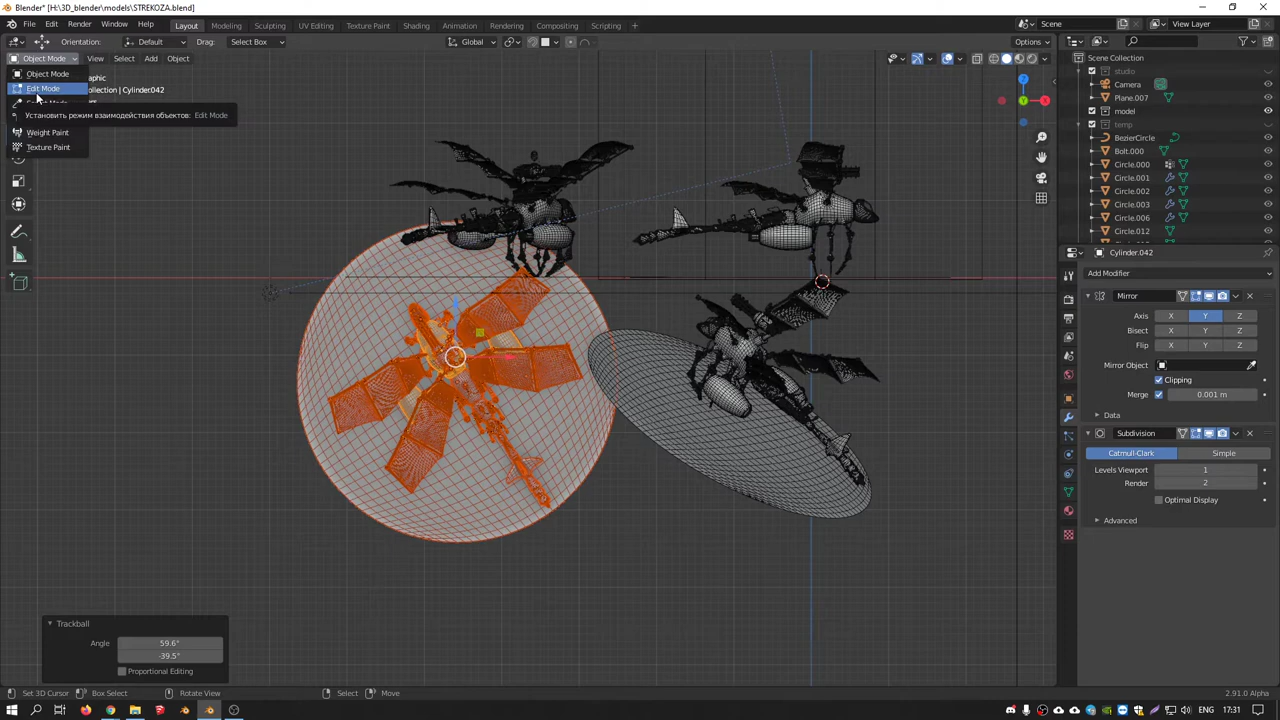 Blender* [H:\3D_blender\models\STREKOZA.blend]
File Edit Render Window Help Layout Modeling Sculpting UV Editing Texture Paint Shading Animation Rendering Compositing Scripting + Scene View Layer
Orientation: Default Drag: Select Box Global Options
Object Mode View Select Add Object
Object Mode
Edit Mode
Установить режим взаимодействия объектов: Edit Mode
Weight Paint
Texture Paint
raphic
ollection | Cylinder.042
Z
X
Scene Collection
studio
Camera
Plane.007
model
temp
BezierCircle
Bolt.000
Circle.000
Circle.001
Circle.002
Circle.003
Circle.006
Circle.012
Cylinder.042
Add Modifier
Mirror
Axis X Y Z
Bisect X Y Z
Flip X Y Z
Mirror Object
Clipping
Merge 0.001 m
Data
Subdivision
Catmull-Clark Simple
Levels Viewport 1
Render 2
Optimal Display
Advanced
Trackball
Angle 59.6°
-39.5°
Proportional Editing
Set 3D Cursor Box Select Rotate View Select Move 2.91.0 Alpha
ENG 17:31